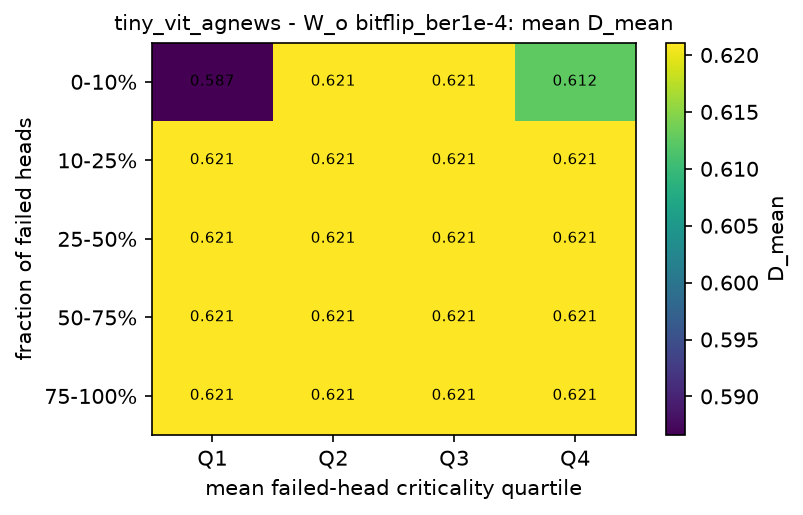 tiny_vit_agnews - W_o bitflip_ber1e-4: mean D_mean
fraction of failed heads
0-10% 0.587 0.621 0.621 0.612
10-25% 0.621 0.621 0.621 0.621
25-50% 0.621 0.621 0.621 0.621
50-75% 0.621 0.621 0.621 0.621
75-100% 0.621 0.621 0.621 0.621
Q1 Q2 Q3 Q4
mean failed-head criticality quartile
0.620
0.615
0.610
0.605
0.600
0.595
0.590
D_mean